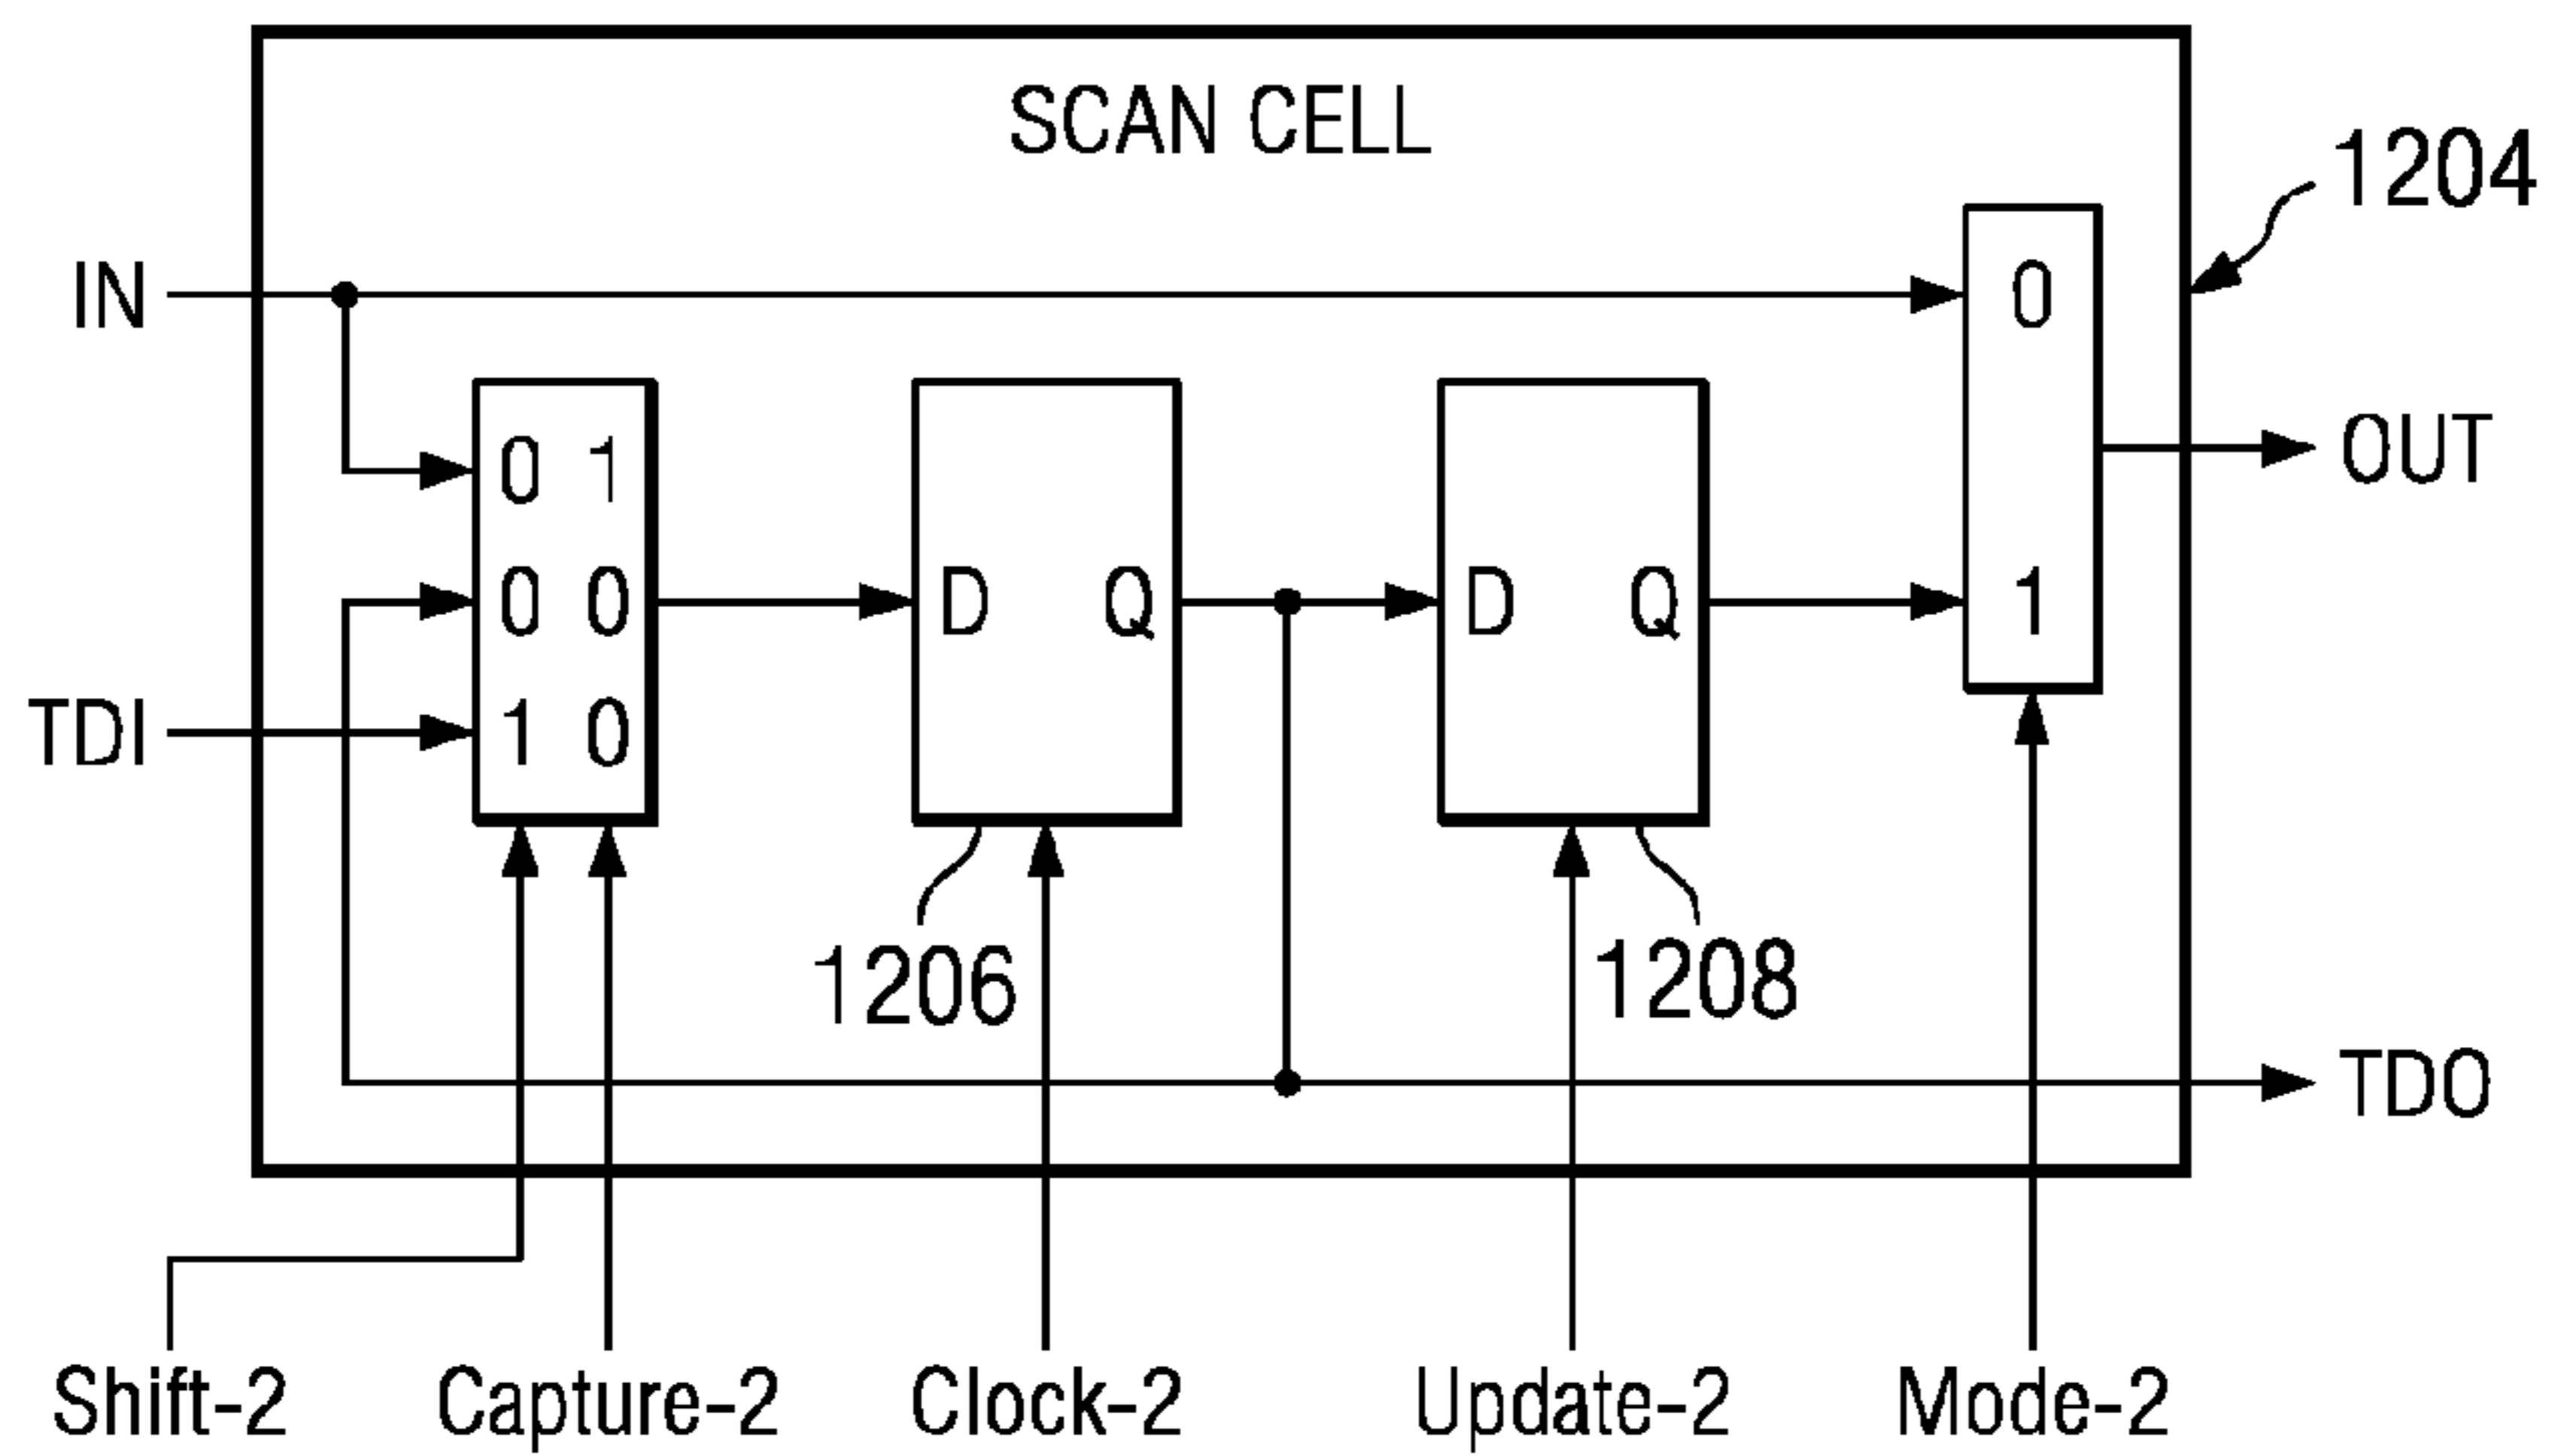 SCAN CELL
1204
IN
0
OUT
0 1
0 0
1 0
D Q
D Q
1
TDI
1206
1208
TDO
Shift-2 Capture-2 Clock-2 Update-2 Mode-2